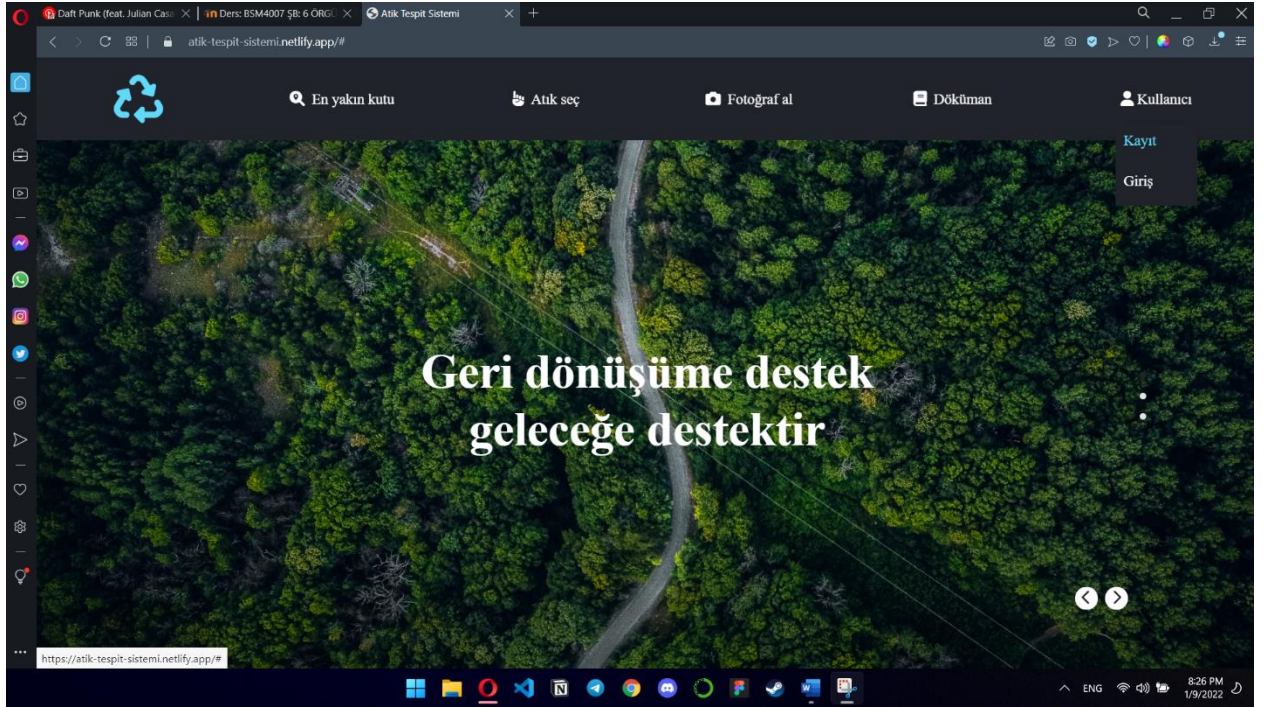 Daft Punk (feat. Julian Casa
Ders: BSM4007 ŞB: 6 ÖRGÜ
Atik Tespit Sistemi
atik-tespit-sistemi.netlify.app/#
En yakın kutu
Atık seç
Fotoğraf al
Döküman
Kullanıcı
Kayıt
Giriş
Geri dönüşüme destek
geleceğe destektir
https://atik-tespit-sistemi.netlify.app/#
ENG
8:26 PM
1/9/2022